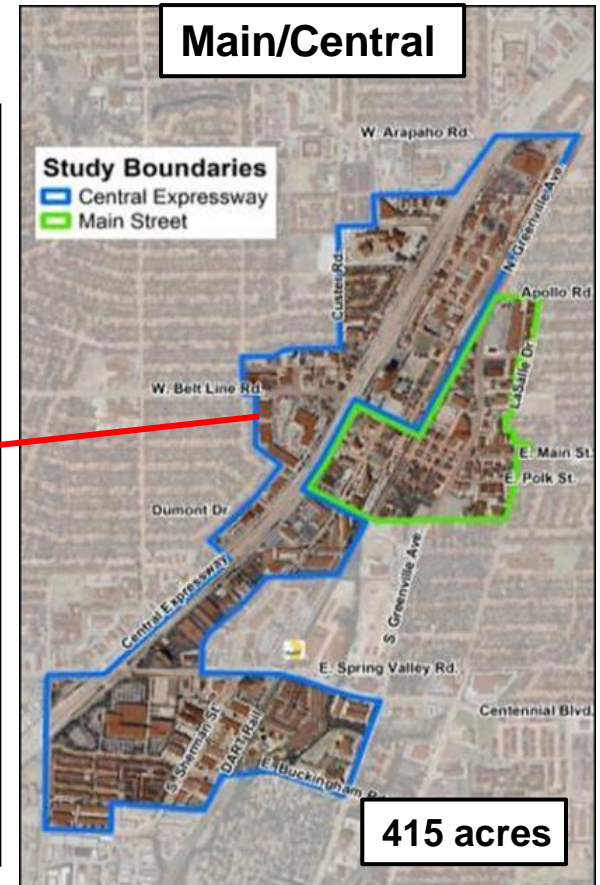 Main/Central
W. Arapaho Rd.
Study Boundaries
Central Expressway
Main Street
N. Greenville Ave.
Custer Rd.
Apollo Rd.
LaSalle Dr
W. Belt Line Rd.
E. Main St.
E. Polk St.
Dumont Dr
Central Expressway
S. Greenville Ave.
E. Spring Valley Rd.
Centennial Blvd.
S. Sherman St.
DART Rail
E. Buckingham
415 acres